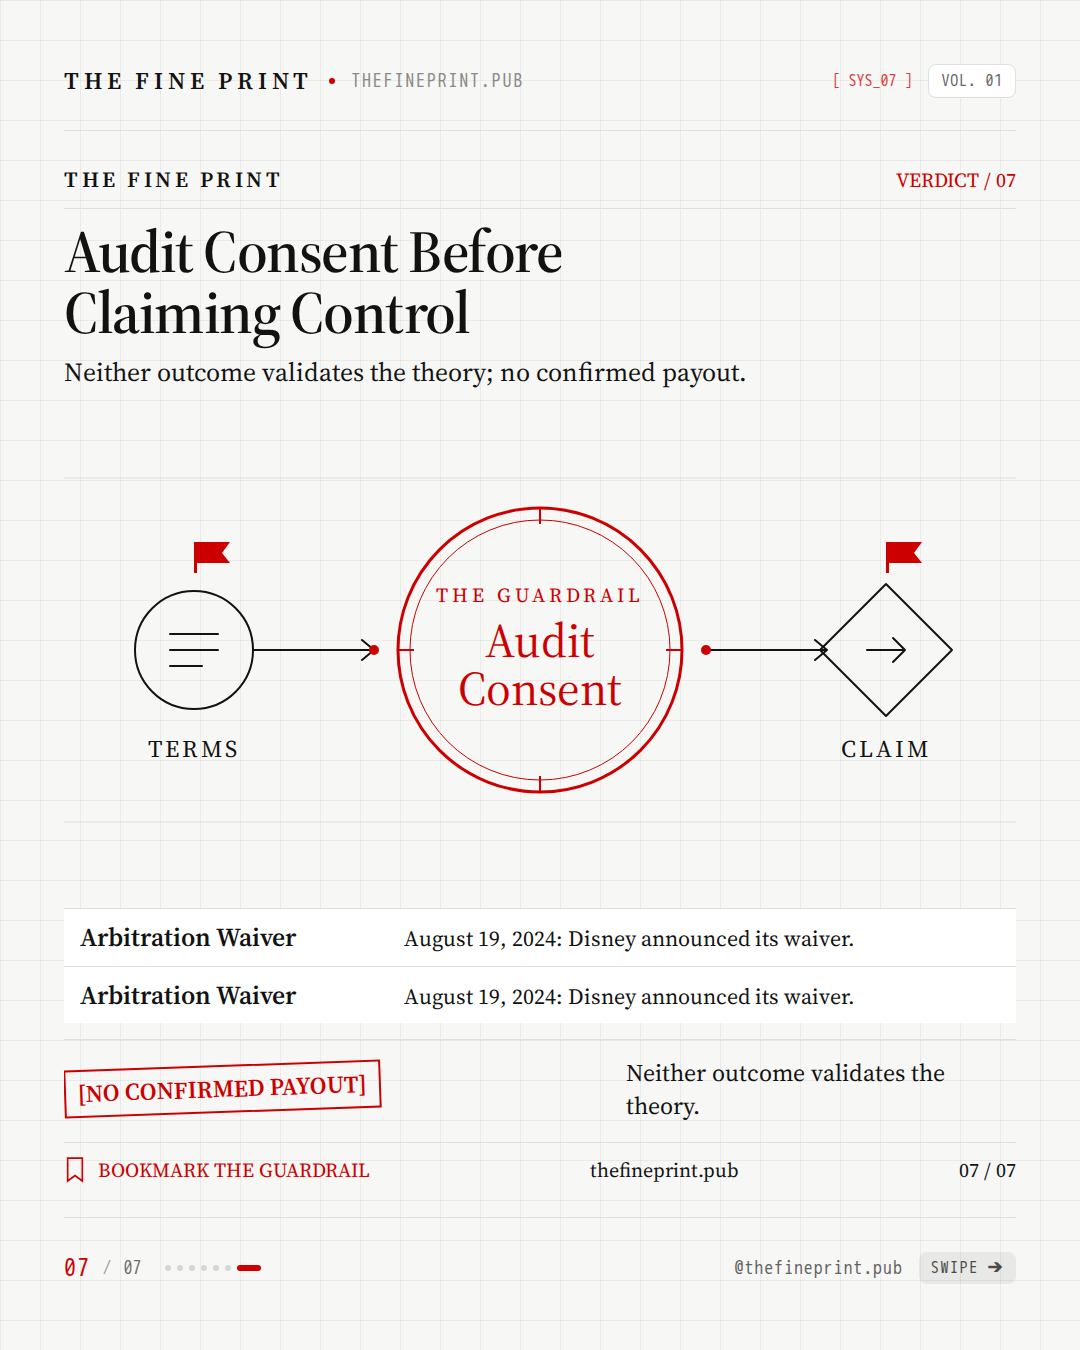 THE FINE PRINT • THEFINEPRINT.PUB [ SYS_07 ] VOL. 01
THE FINE PRINT VERDICT / 07
Audit Consent Before
Claiming Control
Neither outcome validates the theory; no confirmed payout.
THE GUARDRAIL
Audit
Consent
TERMS
CLAIM
Arbitration Waiver August 19, 2024: Disney announced its waiver.
Arbitration Waiver August 19, 2024: Disney announced its waiver.
[NO CONFIRMED PAYOUT]
Neither outcome validates the
theory.
BOOKMARK THE GUARDRAIL thefineprint.pub 07 / 07
07 / 07 @thefineprint.pub SWIPE ➔